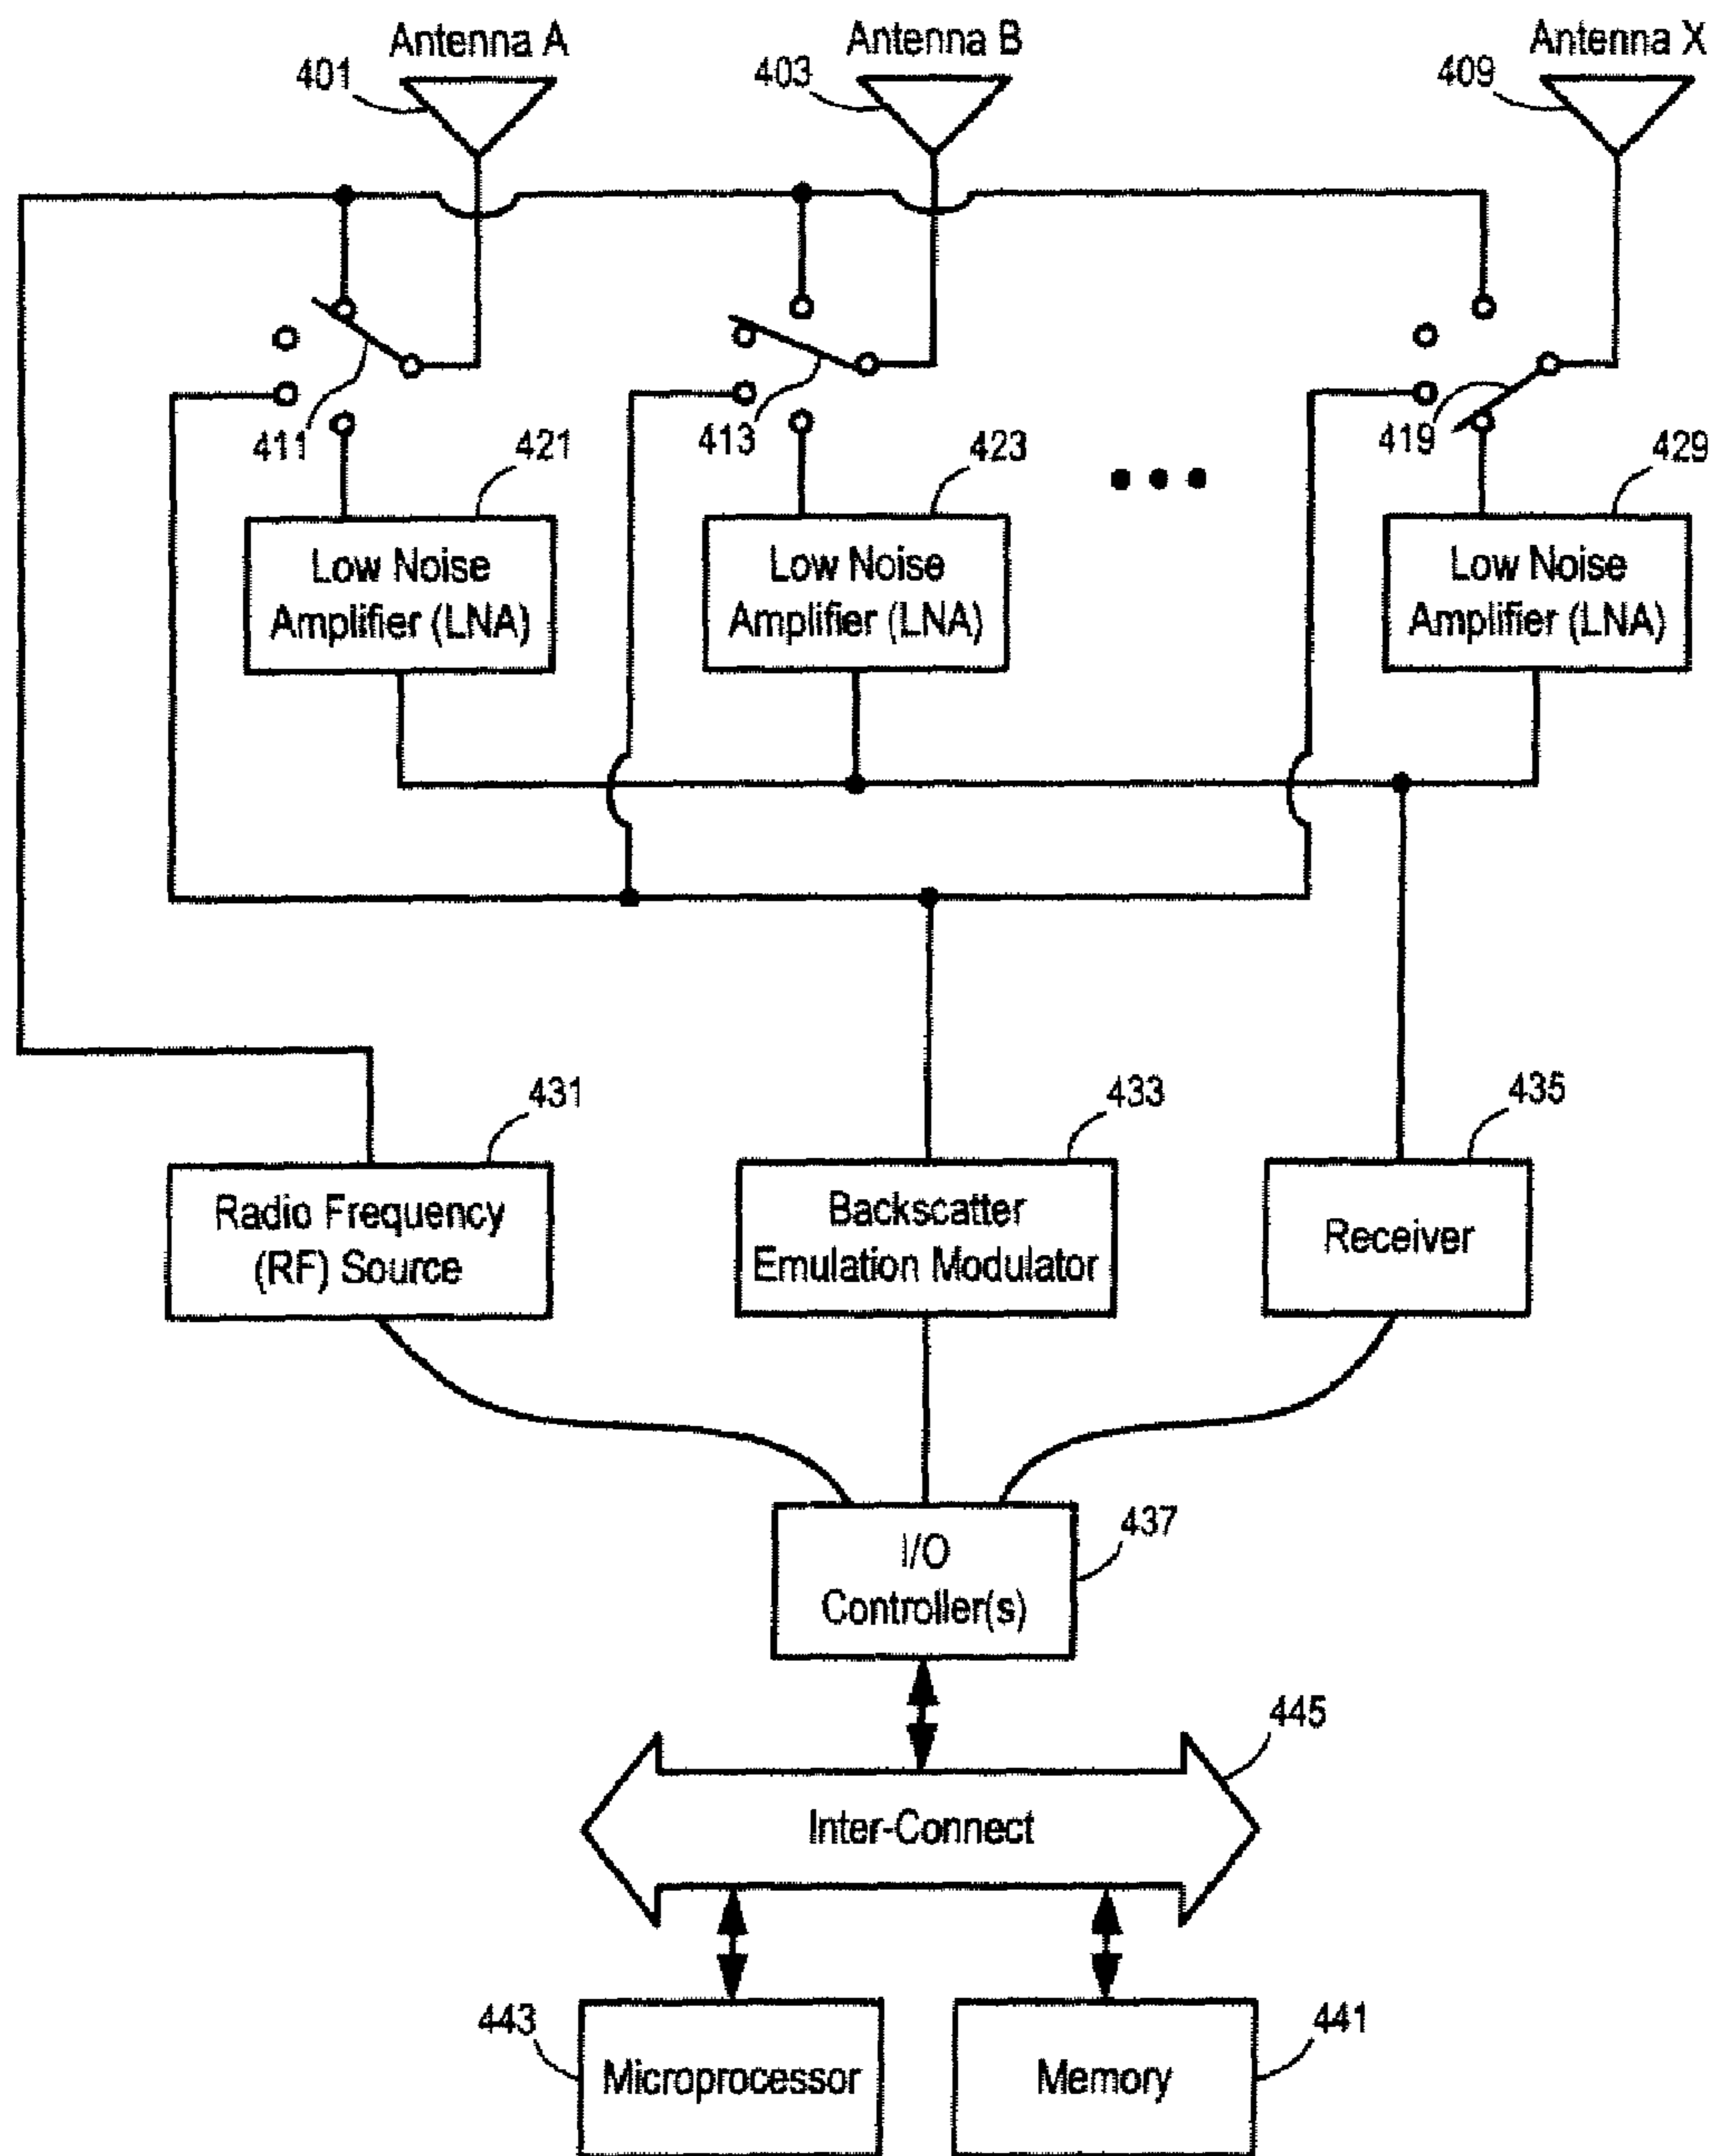 Antenna A
Antenna B
Antenna X
401
403
409
411
413
419
421
423
429
Low Noise
Amplifier (LNA)
Low Noise
Amplifier (LNA)
Low Noise
Amplifier (LNA)
431
433
435
Radio Frequency
(RF) Source
Backscatter
Emulation Modulator
Receiver
437
I/O
Controller(s)
445
Inter-Connect
443
441
Microprocessor
Memory